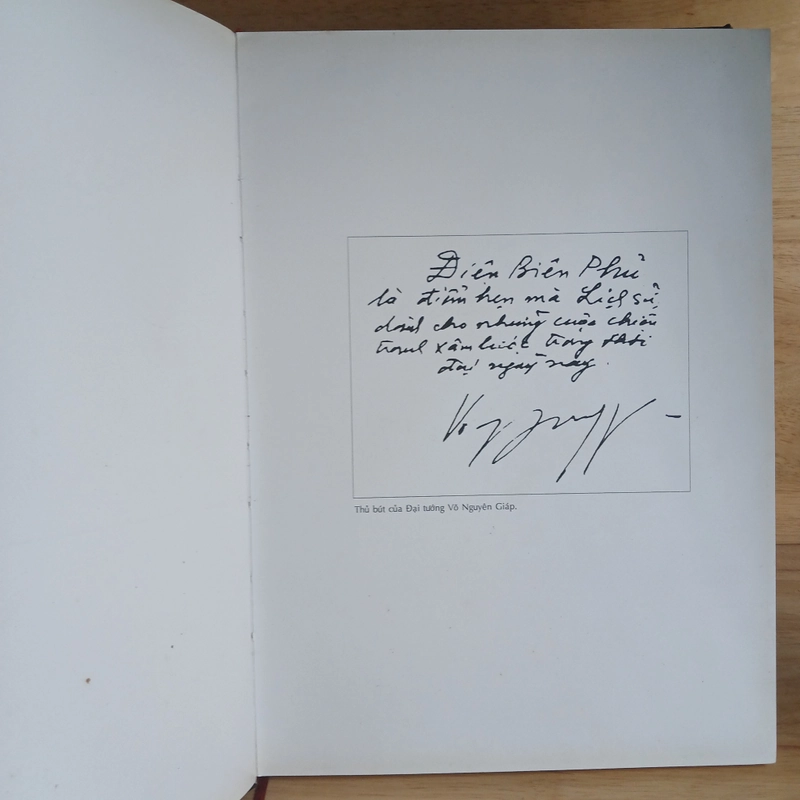 Điện Biên Phủ
là điểm hẹn mà Lịch sử
dành cho những cuộc chiến
tranh xâm lược trong thời
đại ngày nay.
Thủ bút của Đại tướng Võ Nguyên Giáp.